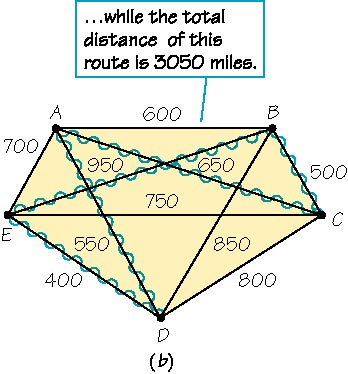 ...while the total
distance of this
route is 3050 miles.
A 600 B
700 950 650 500
750
E 550 850 C
400 800
D
(b)